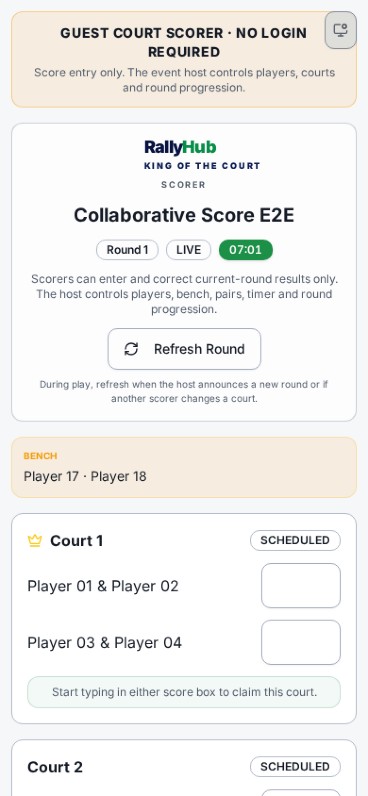 GUEST COURT SCORER · NO LOGIN
REQUIRED
Score entry only. The event host controls players, courts
and round progression.
RallyHub
KING OF THE COURT
SCORER
Collaborative Score E2E
Round 1 LIVE 07:01
Scorers can enter and correct current-round results only.
The host controls players, bench, pairs, timer and round
progression.
Refresh Round
During play, refresh when the host announces a new round or if
another scorer changes a court.
BENCH
Player 17 · Player 18
Court 1 SCHEDULED
Player 01 & Player 02
Player 03 & Player 04
Start typing in either score box to claim this court.
Court 2 SCHEDULED